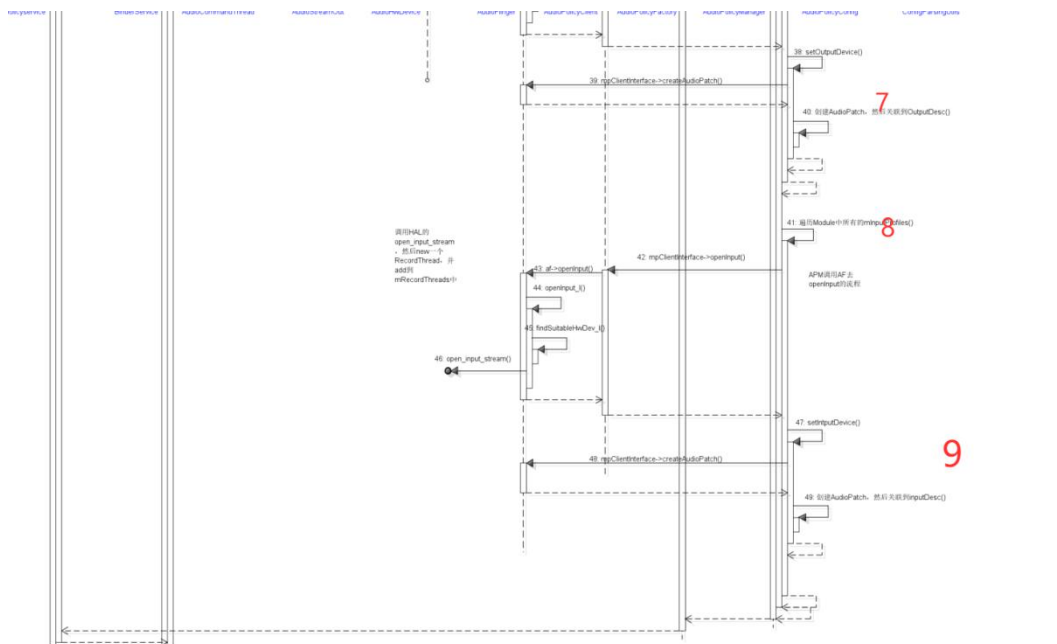 BinderService
AudioCommandThread
AudioStreamOut
AudioHwDevice
AudioFlinger
AudioPolicyClient
AudioPolicyFactory
AudioPolicyManager
AudioPolicyConfig
ConfigParsingUtils
38: setOutputDevice()
39: mpClientInterface->createAudioPatch()
7
40: 创建AudioPatch，然后关联到OutputDesc()
41: 遍历Module中所有的mInputProfiles()
8
调用HAL的
open_input_stream
，然后new一个
RecordThread，并
add到
mRecordThreads中
42: mpClientInterface->openInput()
43: af->openInput()
APM调用AF去
openInput的流程
44: openInput_l()
45: findSuitableHwDev_l()
46: open_input_stream()
47: setIntputDevice()
9
48: mpClientInterface->createAudioPatch()
49: 创建AudioPatch，然后关联到inputDesc()